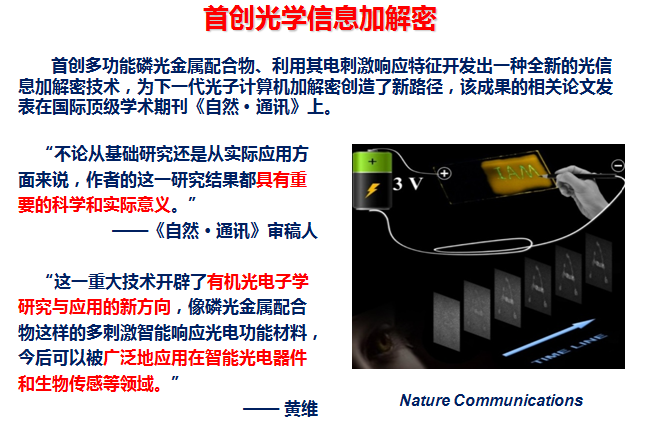 首创光学信息加解密
首创多功能磷光金属配合物、利用其电刺激响应特征开发出一种全新的光信
息加解密技术，为下一代光子计算机加解密创造了新路径，该成果的相关论文发
表在国际顶级学术期刊《自然·通讯》上。
“不论从基础研究还是从实际应用方
面来说，作者的这一研究结果都具有重
要的科学和实际意义。”
——《自然·通讯》审稿人
“这一重大技术开辟了有机光电子学
研究与应用的新方向，像磷光金属配合
物这样的多刺激智能响应光电功能材料，
今后可以被广泛地应用在智能光电器件
和生物传感等领域。”
—— 黄维
+
3 V
+
IAM
−
TIME LINE
Nature Communications